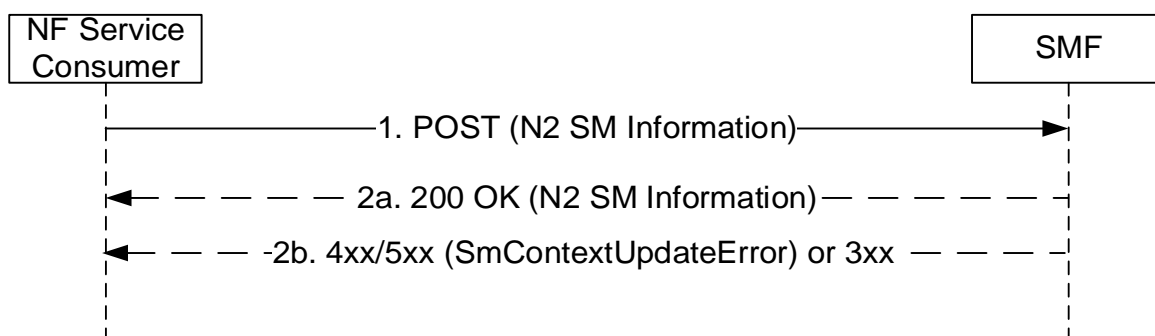 NF Service
Consumer
SMF
1. POST (N2 SM Information)
2a. 200 OK (N2 SM Information)
2b. 4xx/5xx (SmContextUpdateError) or 3xx